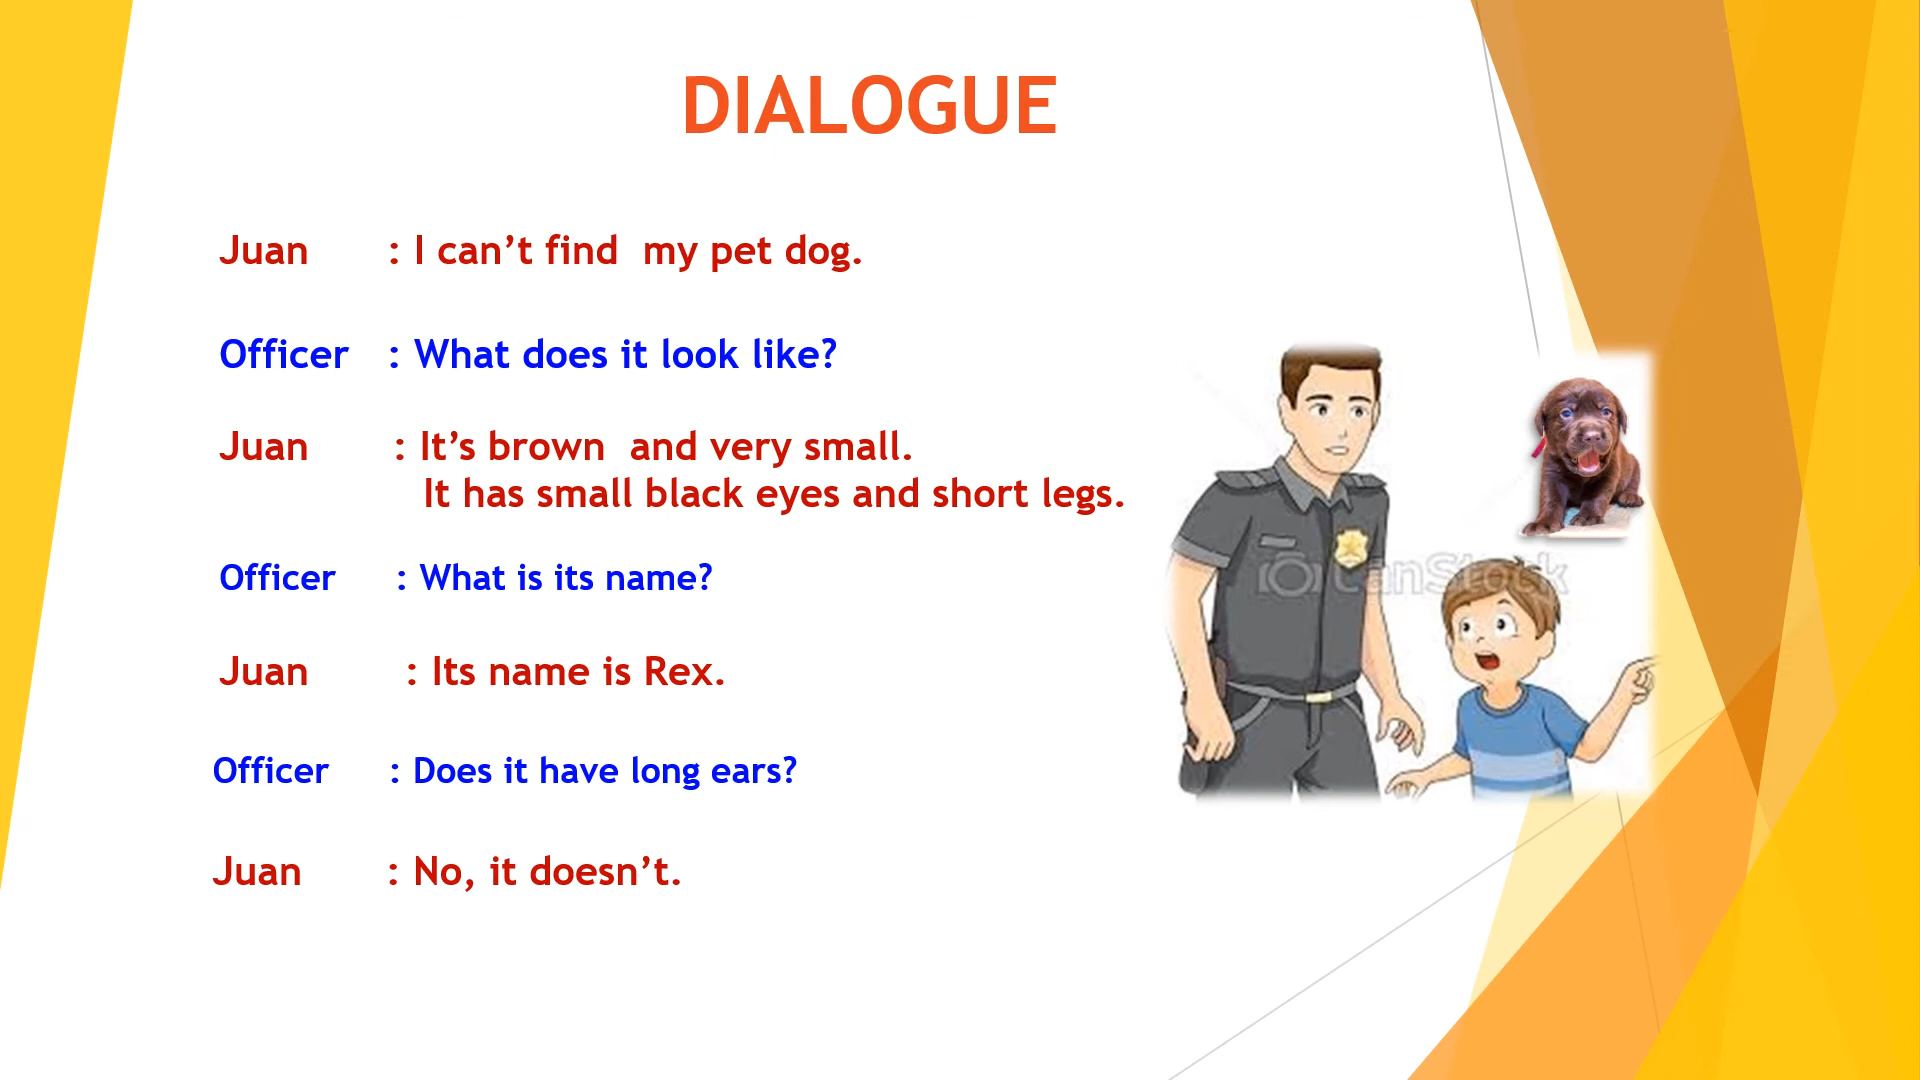 DIALOGUE
Juan : I can’t find my pet dog.
Officer : What does it look like?
Juan : It’s brown and very small.
It has small black eyes and short legs.
Officer : What is its name?
Juan : Its name is Rex.
Officer : Does it have long ears?
Juan : No, it doesn’t.
CanStock